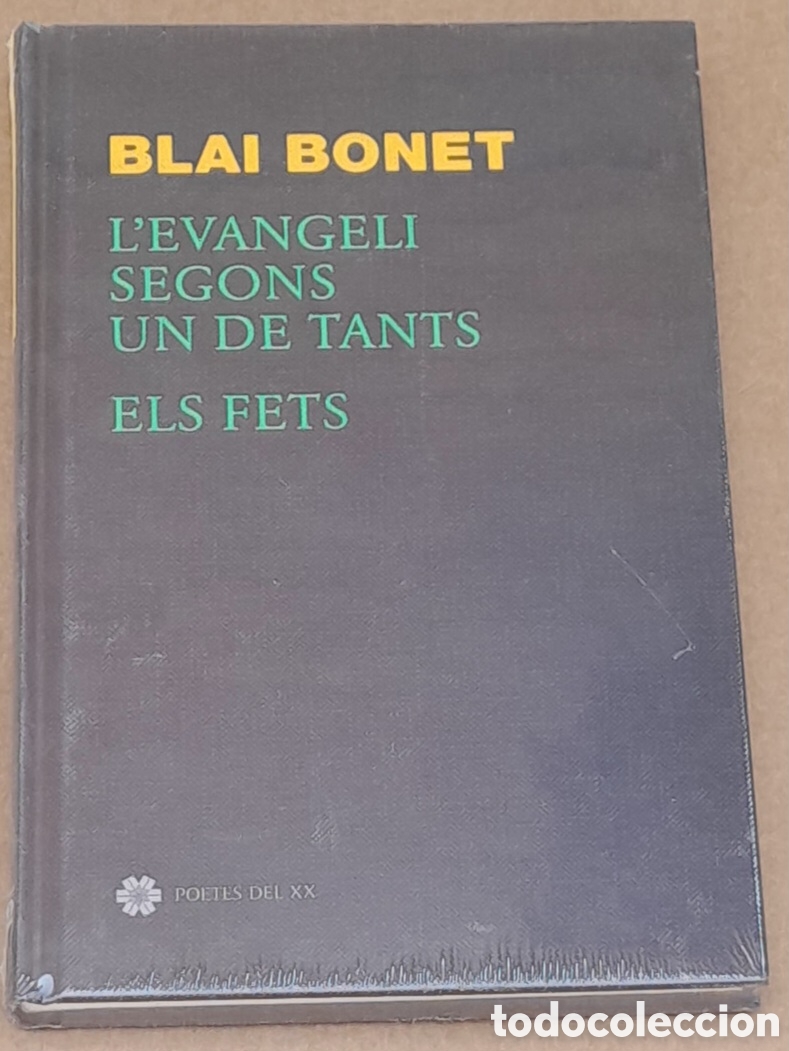 BLAI BONET
L'EVANGELI
SEGONS
UN DE TANTS
ELS FETS
POETES DEL XX
todocoleccion